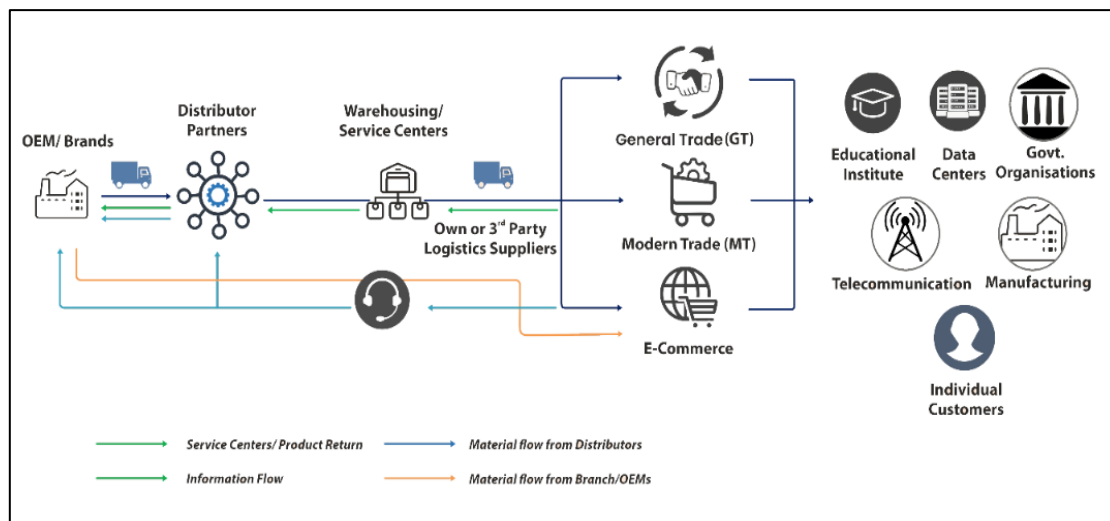 OEM/ Brands
Distributor
Partners
Warehousing/
Service Centers
Own or 3rd Party
Logistics Suppliers
General Trade (GT)
Modern Trade (MT)
E-Commerce
Educational
Institute
Data
Centers
Govt.
Organisations
Telecommunication
Manufacturing
Individual
Customers
Service Centers/ Product Return
Material flow from Distributors
Information Flow
Material flow from Branch/OEMs